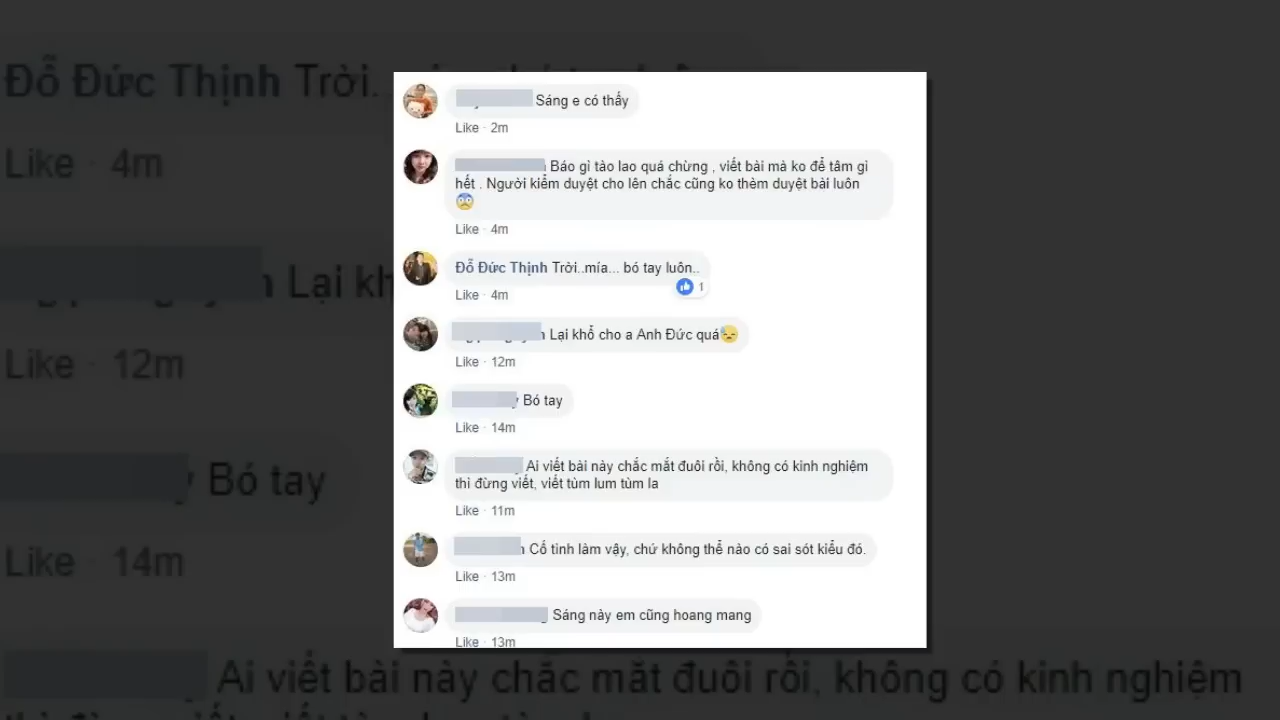 Đỗ Đức Thịnh Trời.
Like · 4m
Lại kh
Like · 12m
Bó tay
Like · 14m
Ai viết bài này chắc mắt đuôi rồi, không có kinh nghiệm
Sáng e có thấy
Like · 2m
Báo gì tào lao quá chừng , viết bài mà ko để tâm gì
hết . Người kiểm duyệt cho lên chắc cũng ko thèm duyệt bài luôn
Like · 4m
Đỗ Đức Thịnh Trời..mía... bó tay luôn..
1
Like · 4m
Lại khổ cho a Anh Đức quá
Like · 12m
Bó tay
Like · 14m
Ai viết bài này chắc mắt đuôi rồi, không có kinh nghiệm
thì đừng viết, viết tùm lum tùm la
Like · 11m
Cố tình làm vậy, chứ không thể nào có sai sót kiểu đó.
Like · 13m
Sáng này em cũng hoang mang
Like · 13m